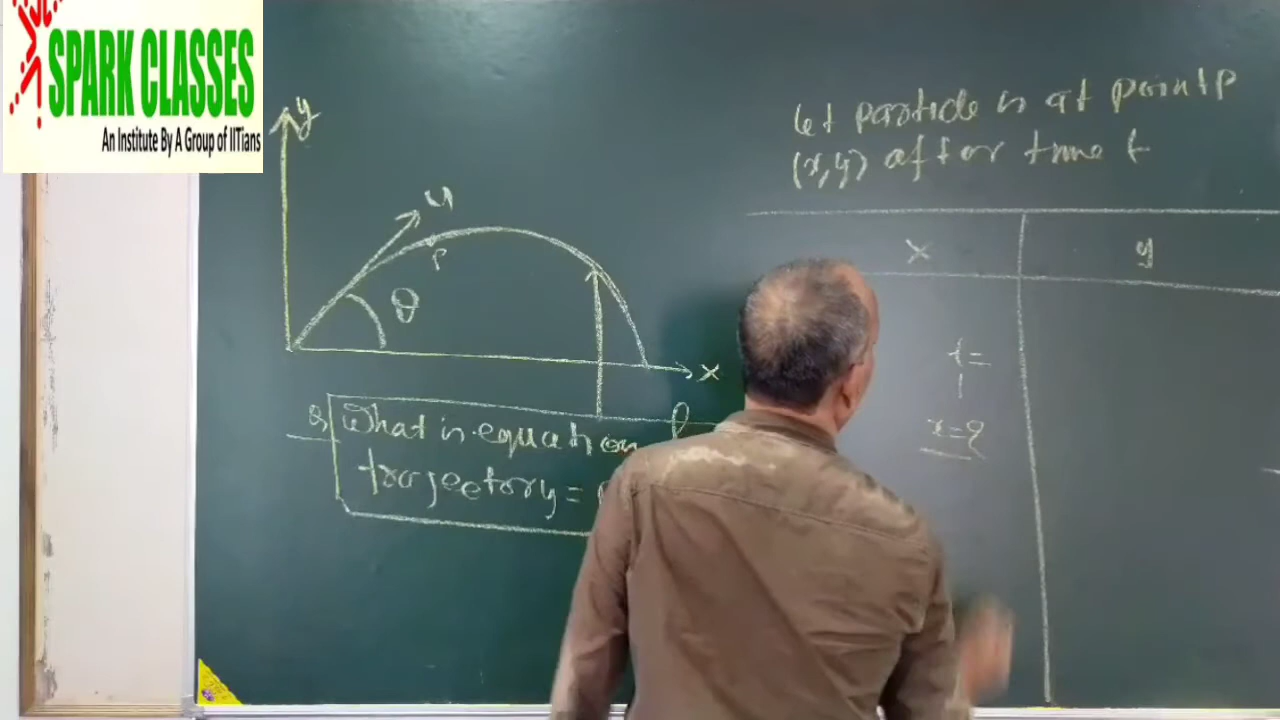 SPARK CLASSES
An Institute By A Group of IITians
y
u
P
θ
x
Q What is equation
trajectory =
Let particle is at point P
(x,y) after time t
x
y
t=
x=?